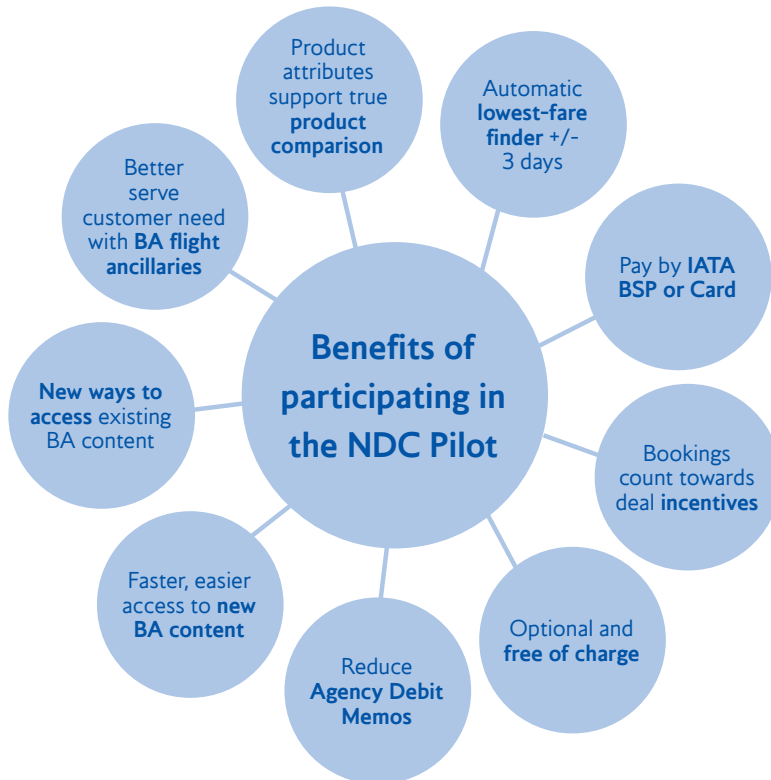 Benefits of
participating in
the NDC Pilot
Product
attributes
support true
product
comparison
Automatic
lowest-fare
finder +/-
3 days
Pay by IATA
BSP or Card
Bookings
count towards
deal incentives
Optional and
free of charge
Reduce
Agency Debit
Memos
Faster, easier
access to new
BA content
New ways to
access existing
BA content
Better
serve
customer need
with BA flight
ancillaries